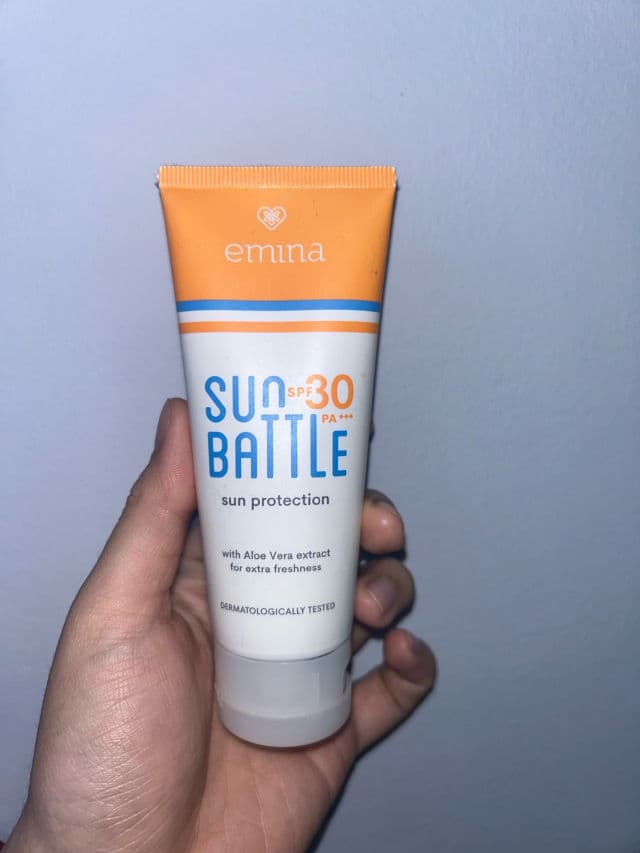 emina
SUN SPF 30
PA+++
BATTLE
sun protection
with Aloe Vera extract
for extra freshness
DERMATOLOGICALLY TESTED